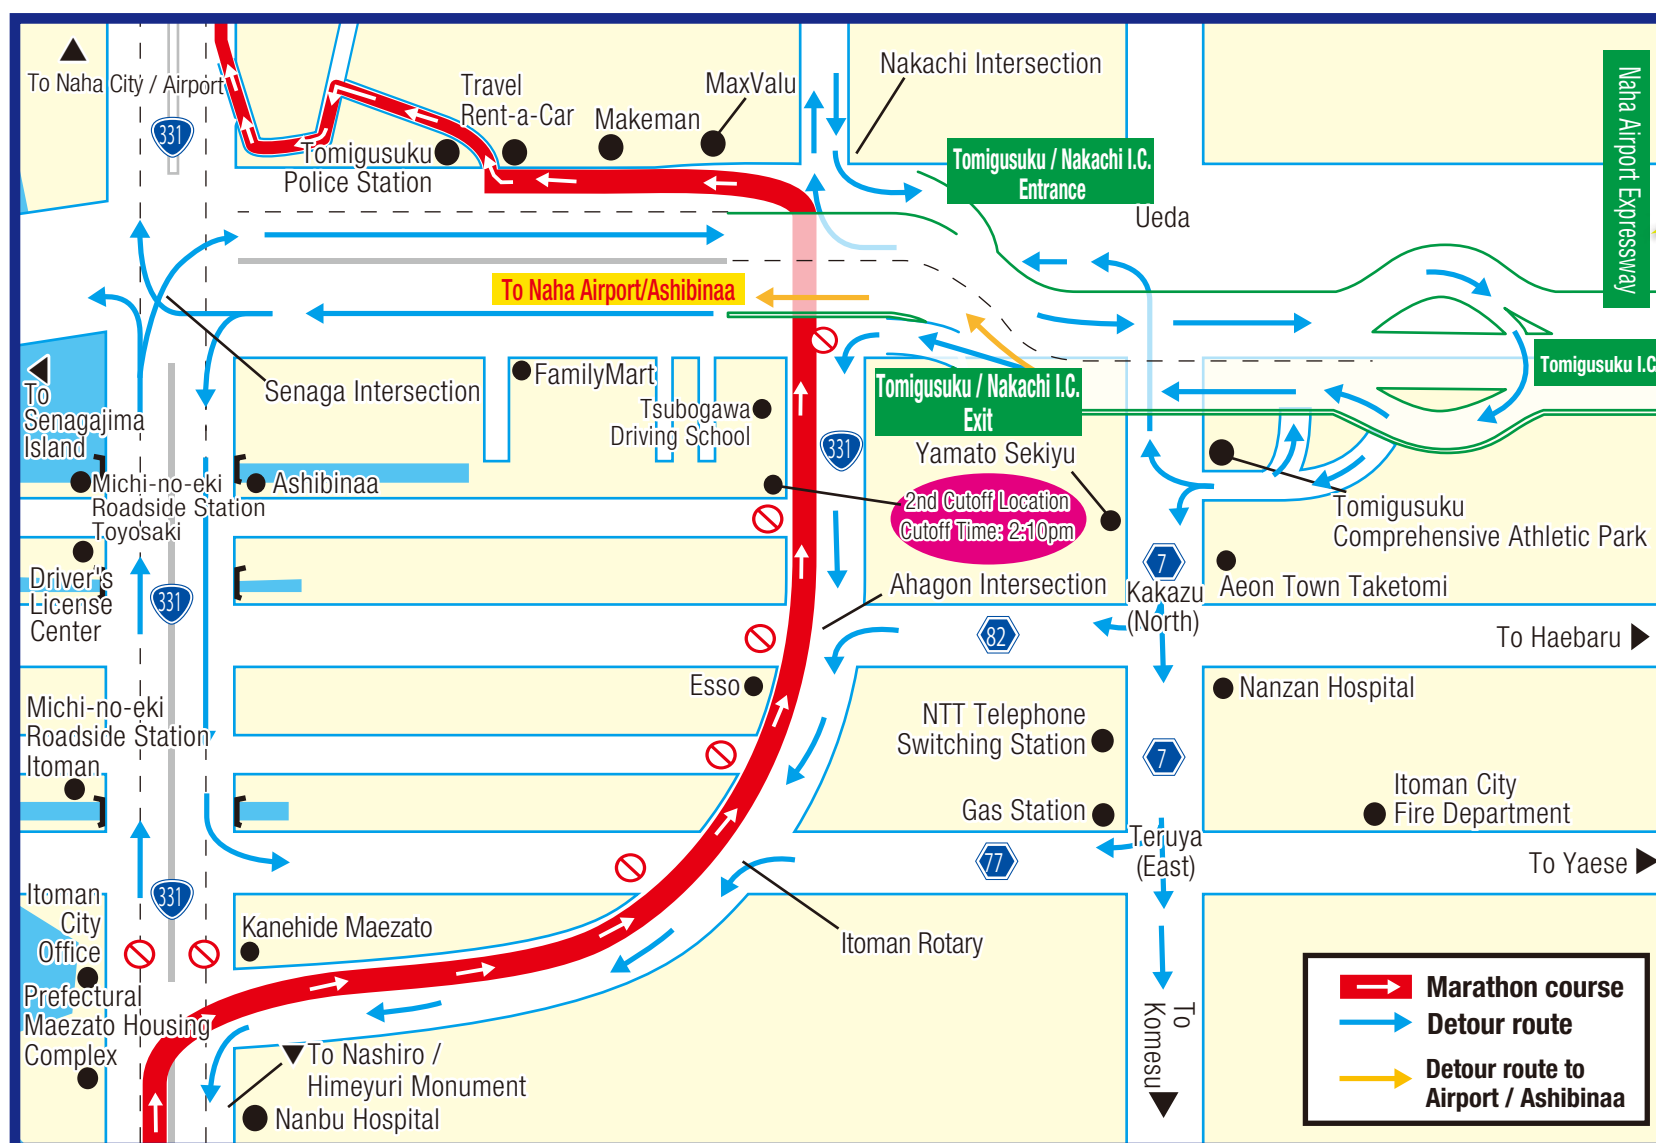 To Naha City / Airport
331
Travel
Rent-a-Car
Makeman
MaxValu
Nakachi Intersection
Tomigusuku
Police Station
Tomigusuku / Nakachi I.C.
Entrance
Ueda
Naha Airport Expressway
To Naha Airport/Ashibinaa
Senaga Intersection
FamilyMart
Tsubogawa
Driving School
331
Tomigusuku / Nakachi I.C.
Exit
Tomigusuku I.C.
To
Senagajima
Island
Michi-no-eki
Roadside Station
Toyosaki
Ashibinaa
Yamato Sekiyu
2nd Cutoff Location
Cutoff Time: 2:10pm
Tomigusuku
Comprehensive Athletic Park
Driver's
License
Center
331
Ahagon Intersection
7
Kakazu
(North)
Aeon Town Taketomi
82
To Haebaru
Esso
Nanzan Hospital
Michi-no-eki
Roadside Station
Itoman
NTT Telephone
Switching Station
7
Gas Station
Itoman City
Fire Department
Teruya
(East)
77
To Yaese
Itoman
City
Office
331
Kanehide Maezato
Itoman Rotary
Prefectural
Maezato Housing
Complex
To Nashiro /
Himeyuri Monument
Nanbu Hospital
To
Komesu
Marathon course
Detour route
Detour route to
Airport / Ashibinaa